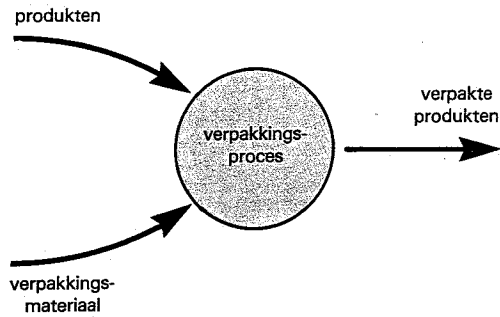 produkten
verpakkings-
proces
verpakte
produkten
verpakkings-
materiaal